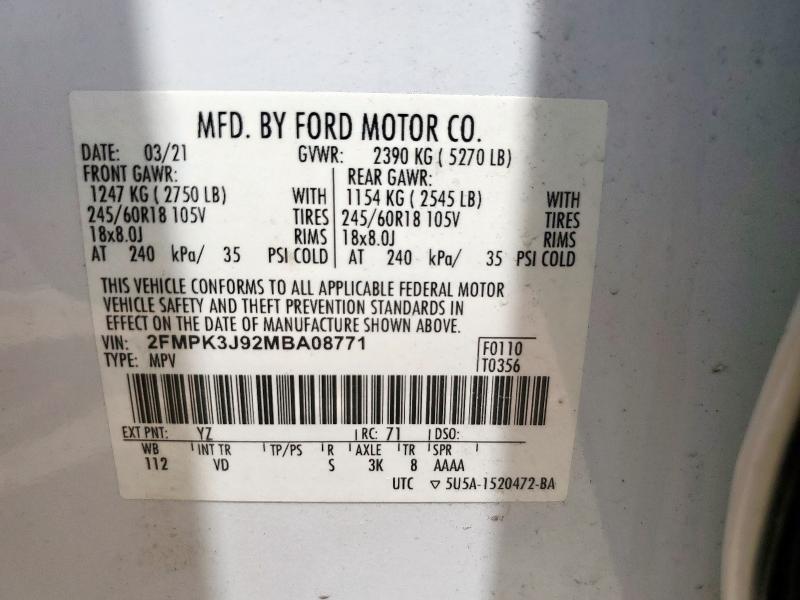 MFD. BY FORD MOTOR CO.
DATE: 03/21 GVWR: 2390 KG ( 5270 LB)
FRONT GAWR: REAR GAWR:
1247 KG ( 2750 LB) WITH 1154 KG ( 2545 LB) WITH
245/60R18 105V TIRES 245/60R18 105V TIRES
18x8.0J RIMS 18x8.0J RIMS
AT 240 kPa/ 35 PSI COLD AT 240 kPa/ 35 PSI COLD
THIS VEHICLE CONFORMS TO ALL APPLICABLE FEDERAL MOTOR
VEHICLE SAFETY AND THEFT PREVENTION STANDARDS IN
EFFECT ON THE DATE OF MANUFACTURE SHOWN ABOVE.
VIN: 2FMPK3J92MBA08771 F0110
TYPE: MPV T0356
EXT PNT: YZ RC: 71 DSO:
WB INT TR TP/PS R AXLE TR SPR
112 VD S 3K 8 AAAA
UTC ▽ 5U5A-1520472-BA